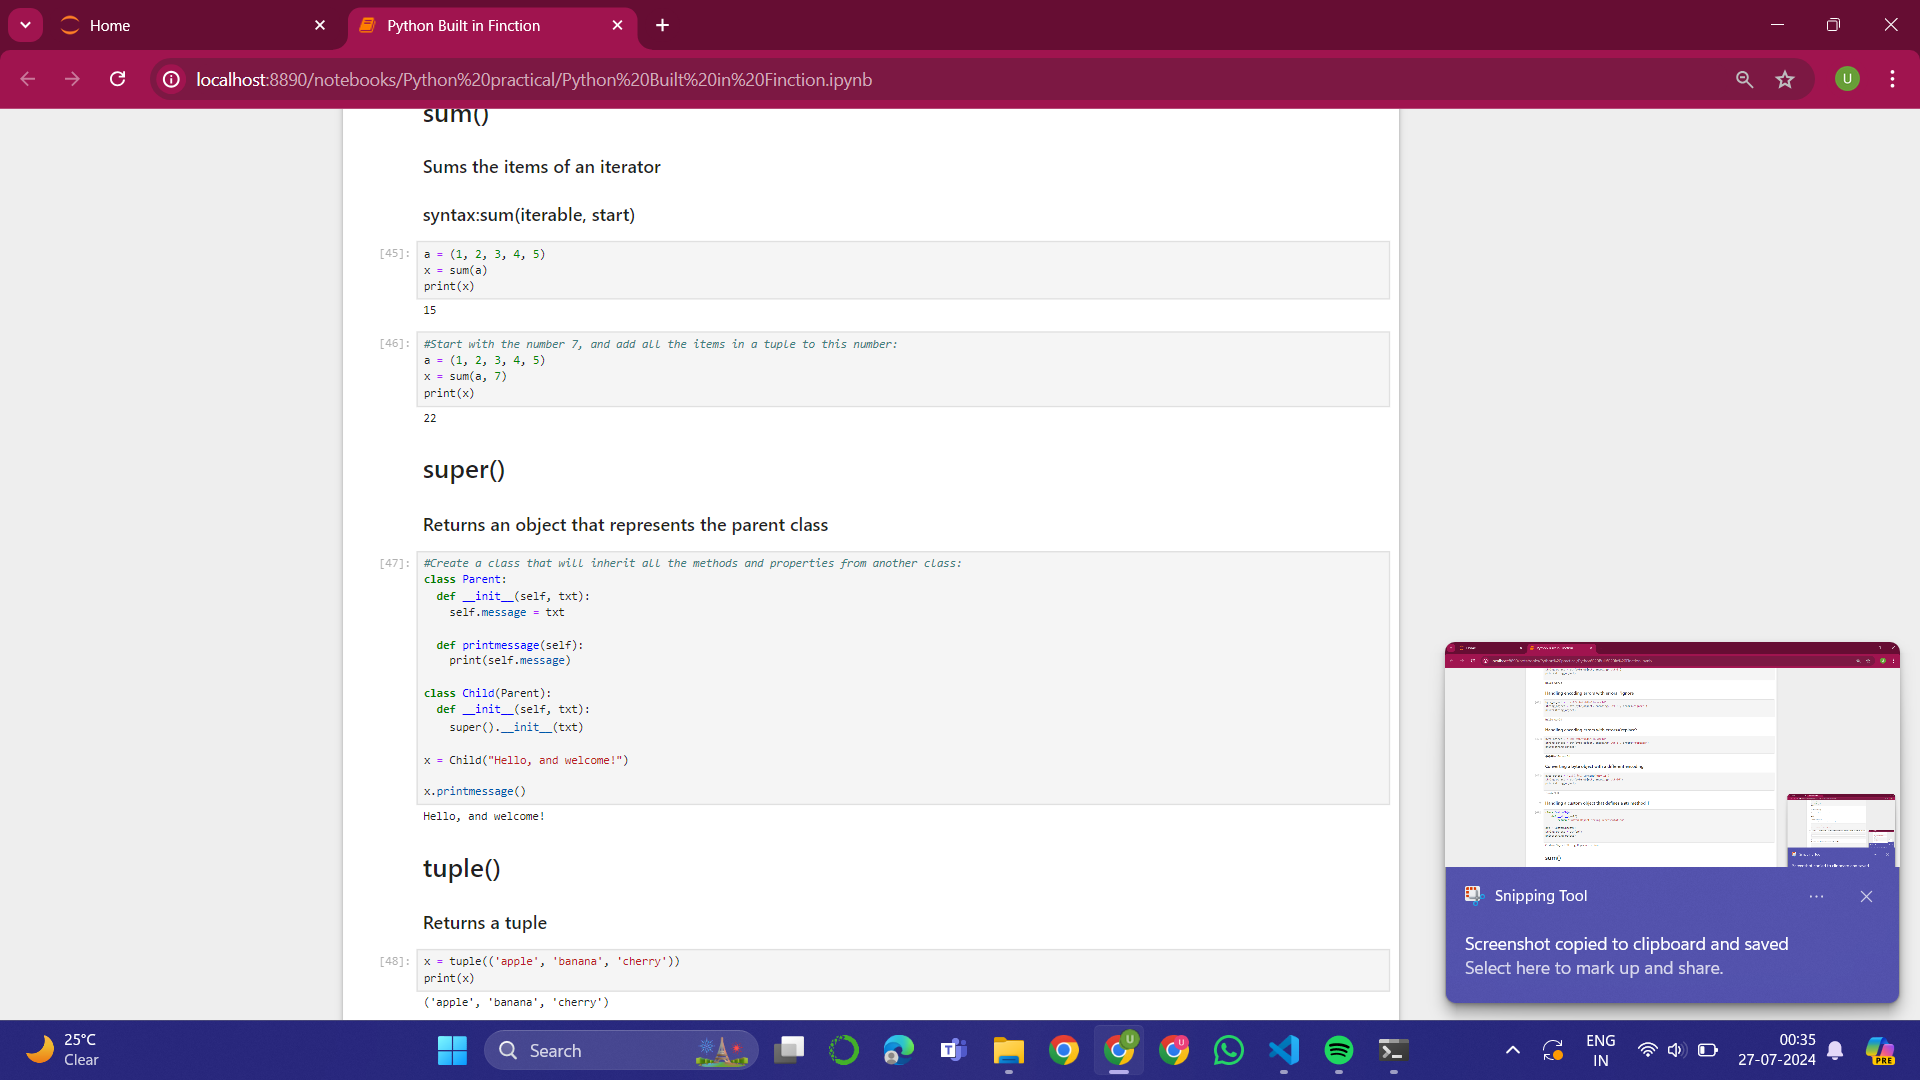 Home
Python Built in Finction
localhost:8890/notebooks/Python%20practical/Python%20Built%20in%20Finction.ipynb
U
sum()
Sums the items of an iterator
syntax:sum(iterable, start)
[45]:
a = (1, 2, 3, 4, 5)
x = sum(a)
print(x)
15
[46]:
#Start with the number 7, and add all the items in a tuple to this number:
a = (1, 2, 3, 4, 5)
x = sum(a, 7)
print(x)
22
super()
Returns an object that represents the parent class
[47]:
#Create a class that will inherit all the methods and properties from another class:
class Parent:
  def __init__(self, txt):
    self.message = txt
  def printmessage(self):
    print(self.message)
class Child(Parent):
  def __init__(self, txt):
    super().__init__(txt)
x = Child("Hello, and welcome!")
x.printmessage()
Hello, and welcome!
tuple()
Returns a tuple
[48]:
x = tuple(('apple', 'banana', 'cherry'))
print(x)
('apple', 'banana', 'cherry')
sum()
Snipping Tool
Screenshot copied to clipboard and saved
Select here to mark up and share.
25°C
Clear
Search
U
U
ENG
IN
00:35
27-07-2024
PRE